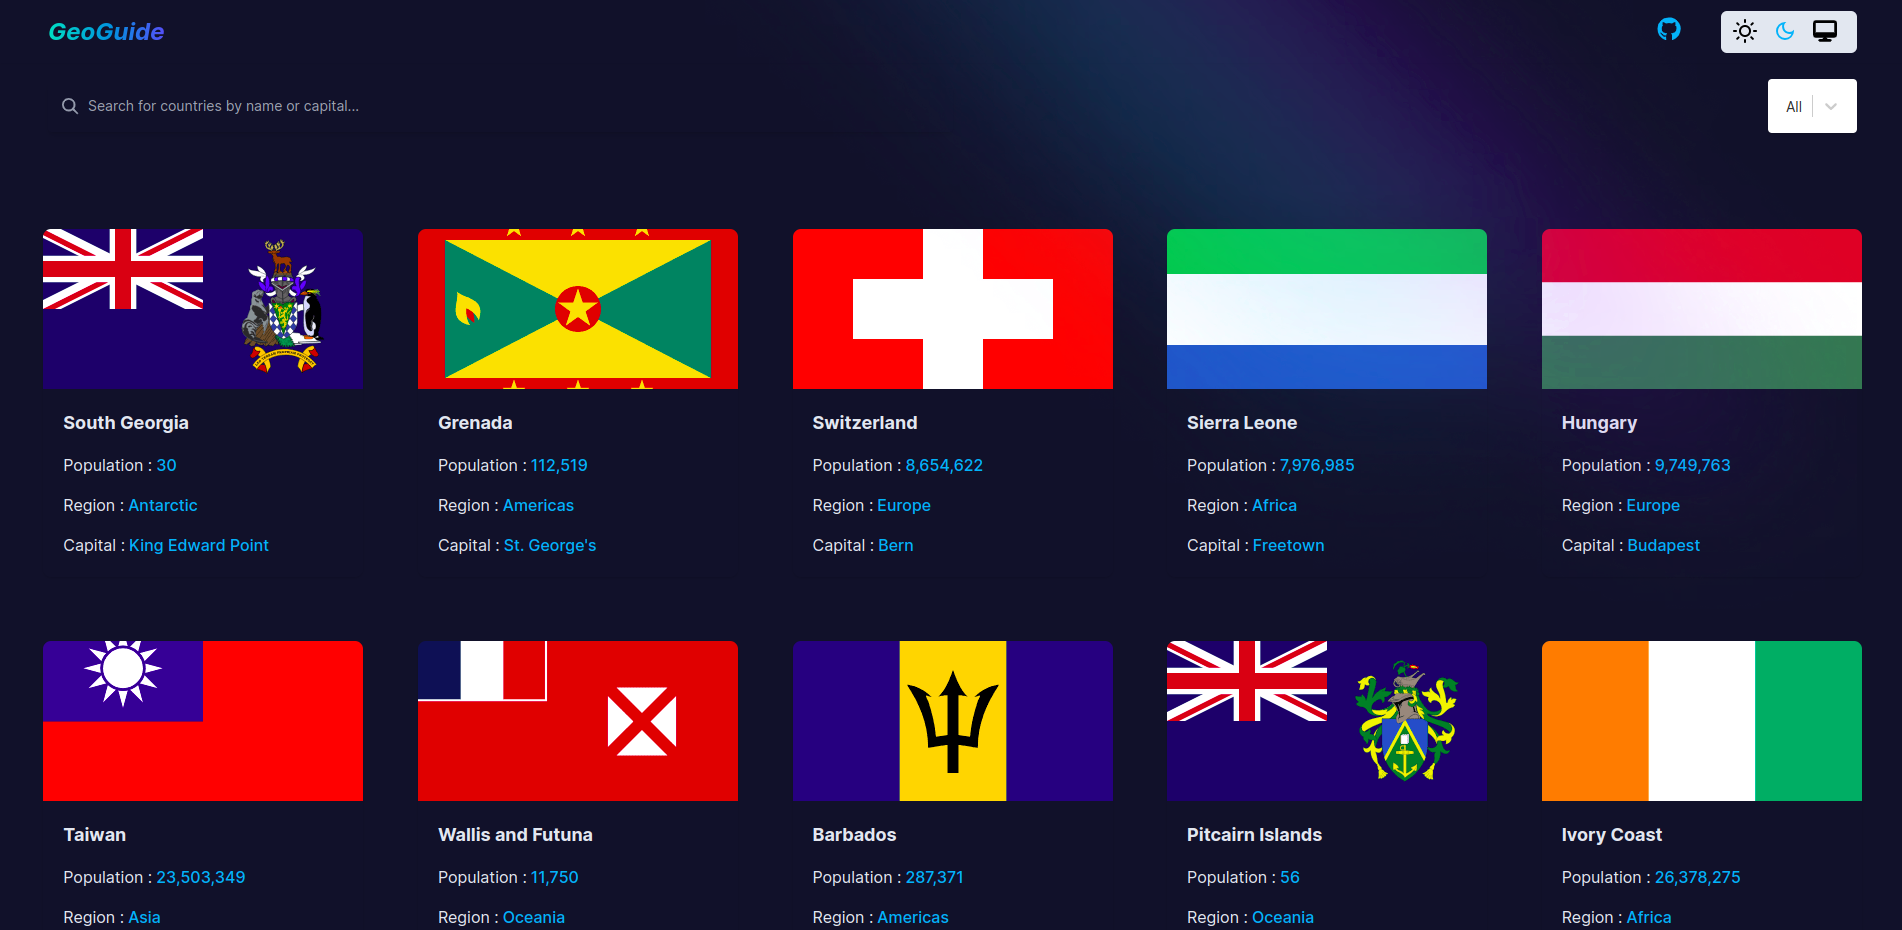 GeoGuide
Search for countries by name or capital...
All
South Georgia
Population : 30
Region : Antarctic
Capital : King Edward Point
Grenada
Population : 112,519
Region : Americas
Capital : St. George's
Switzerland
Population : 8,654,622
Region : Europe
Capital : Bern
Sierra Leone
Population : 7,976,985
Region : Africa
Capital : Freetown
Hungary
Population : 9,749,763
Region : Europe
Capital : Budapest
Taiwan
Population : 23,503,349
Region : Asia
Wallis and Futuna
Population : 11,750
Region : Oceania
Barbados
Population : 287,371
Region : Americas
Pitcairn Islands
Population : 56
Region : Oceania
Ivory Coast
Population : 26,378,275
Region : Africa